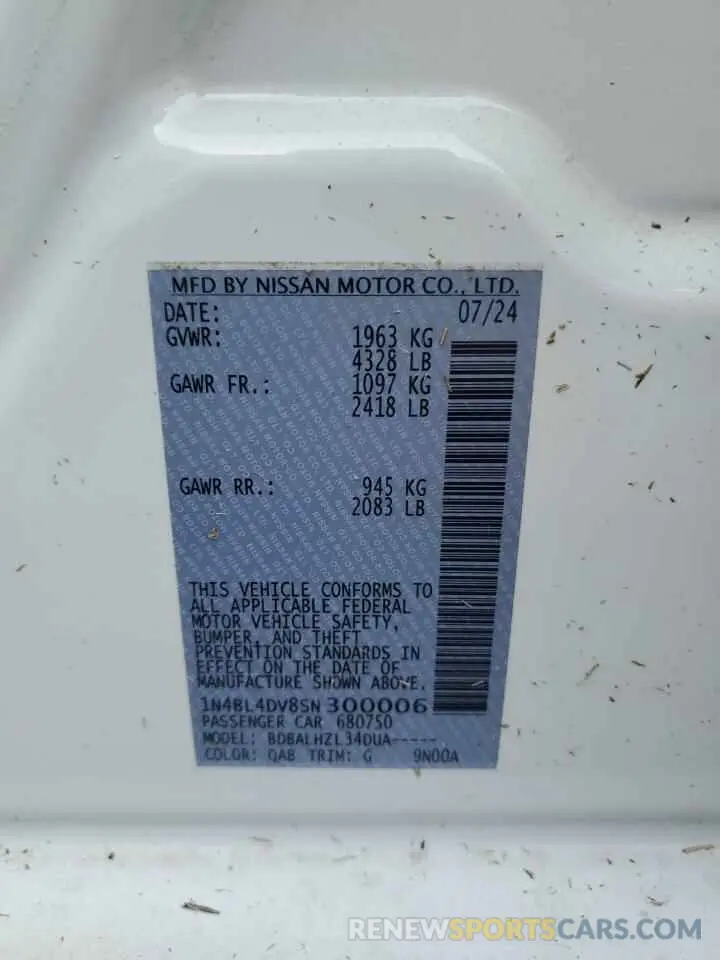 MFD BY NISSAN MOTOR CO., LTD.
DATE: 07/24
GVWR: 1963 KG
4328 LB
GAWR FR.: 1097 KG
2418 LB
GAWR RR.: 945 KG
2083 LB
THIS VEHICLE CONFORMS TO
ALL APPLICABLE FEDERAL
MOTOR VEHICLE SAFETY,
BUMPER, AND THEFT
PREVENTION STANDARDS IN
EFFECT ON THE DATE OF
MANUFACTURE SHOWN ABOVE.
1N4BL4DV8SN300006
PASSENGER CAR 680750
MODEL: BDBALHZL34DUA-----
COLOR: QAB TRIM: G 9N00A
RENEWSPORTSCARS.COM